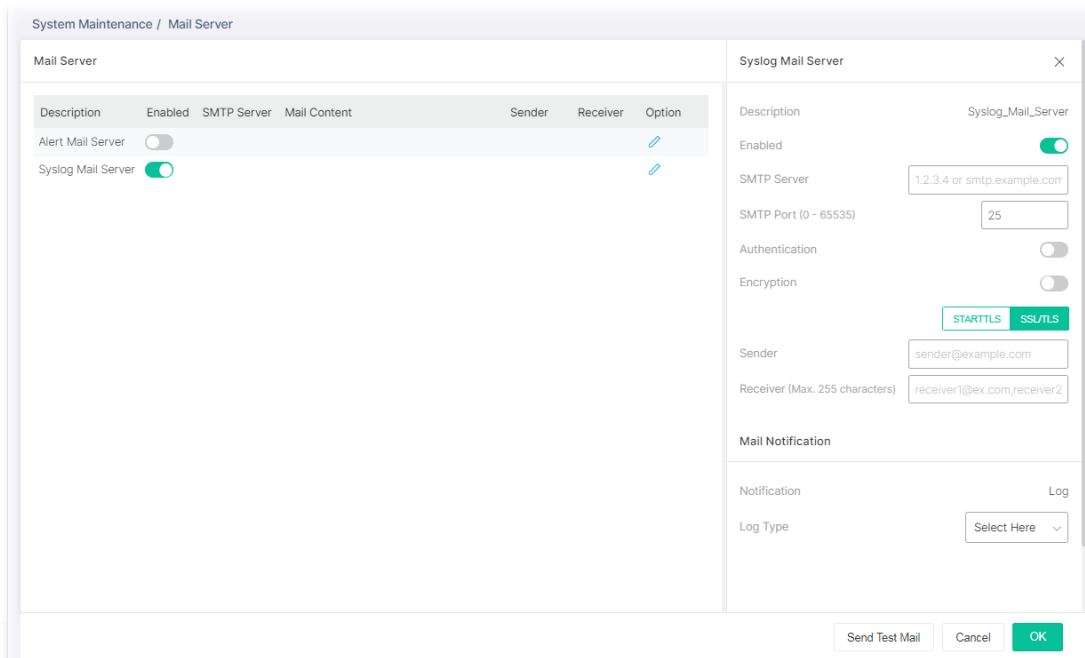 System Maintenance / Mail Server
Mail Server
Description Enabled SMTP Server Mail Content Sender Receiver Option
Alert Mail Server
Syslog Mail Server
Syslog Mail Server
Description Syslog_Mail_Server
Enabled
SMTP Server 1.2.3.4 or smtp.example.com
SMTP Port (0 - 65535) 25
Authentication
Encryption
STARTTLS SSL/TLS
Sender sender@example.com
Receiver (Max. 255 characters) receiver1@ex.com,receiver2
Mail Notification
Notification Log
Log Type Select Here
Send Test Mail Cancel OK